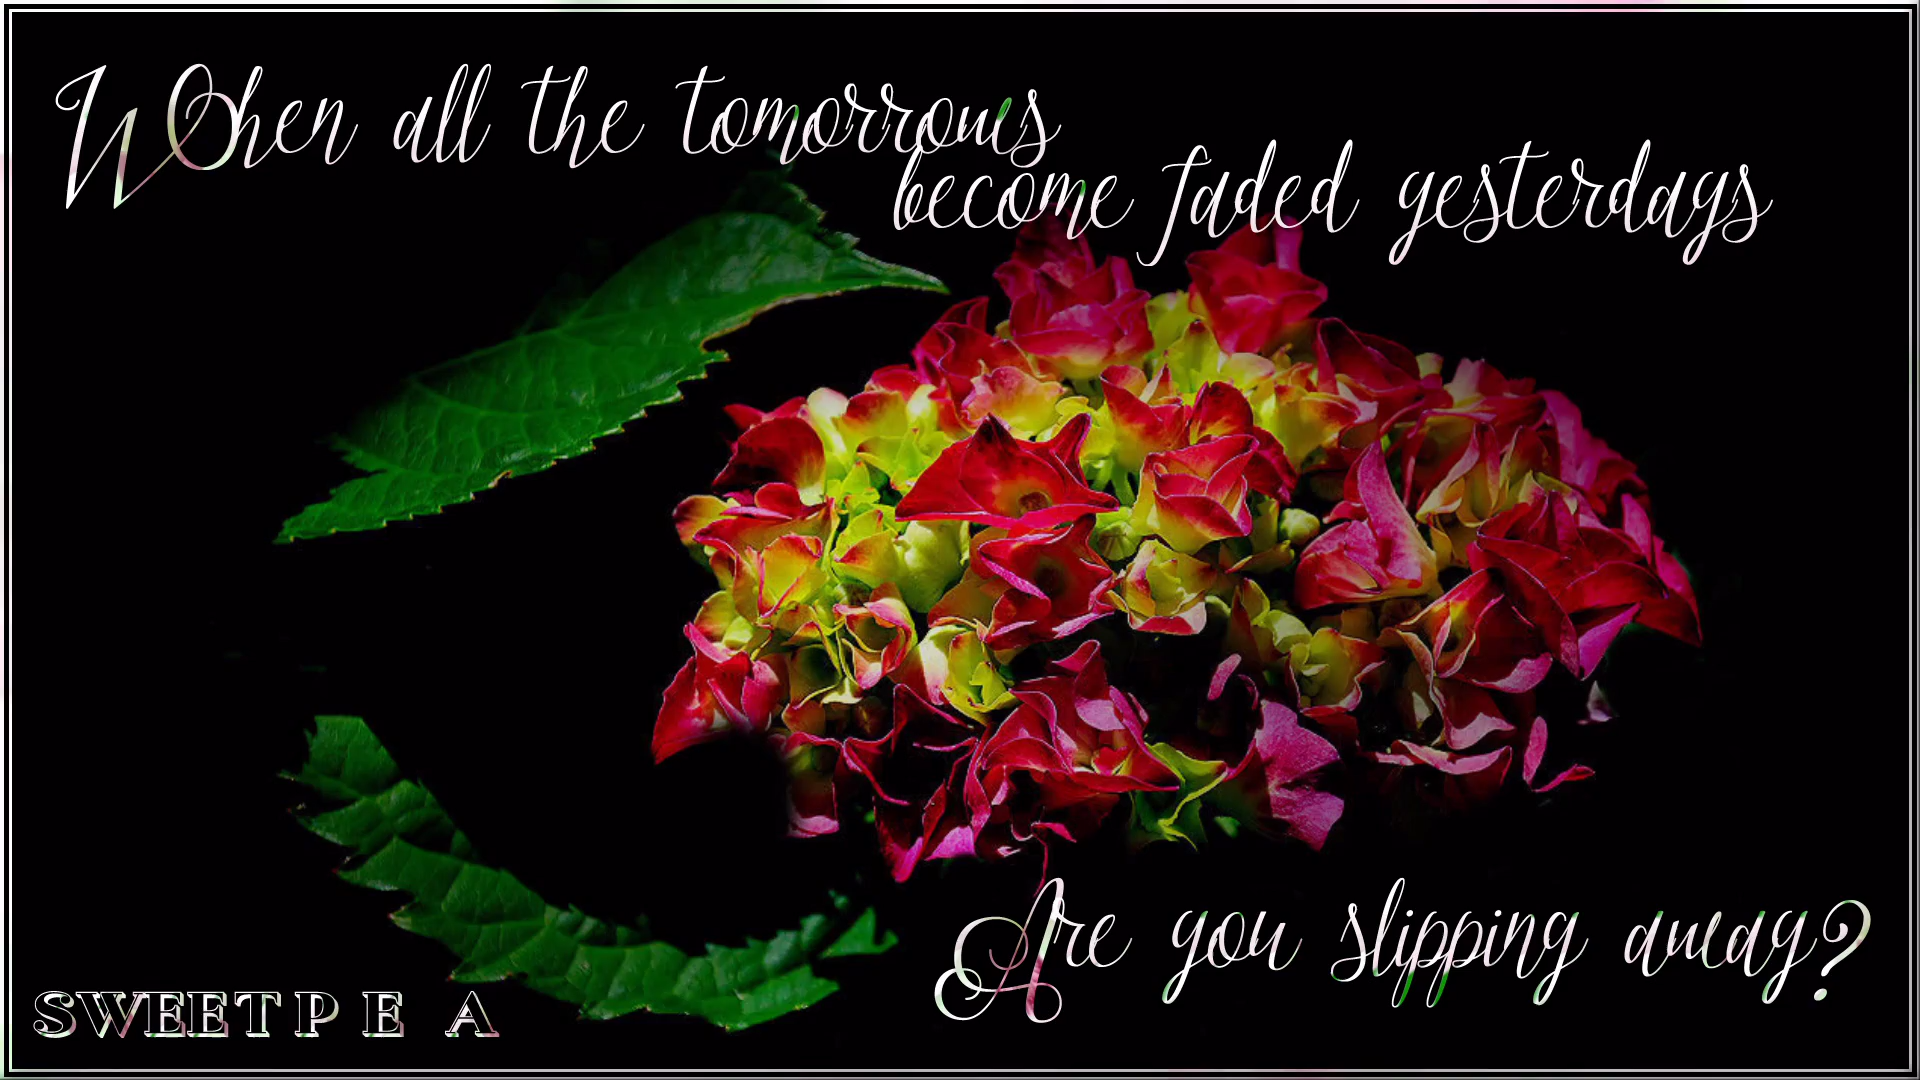 When all the tomorrows
become faded yesterdays
Are you slipping away?
SWEETPEA